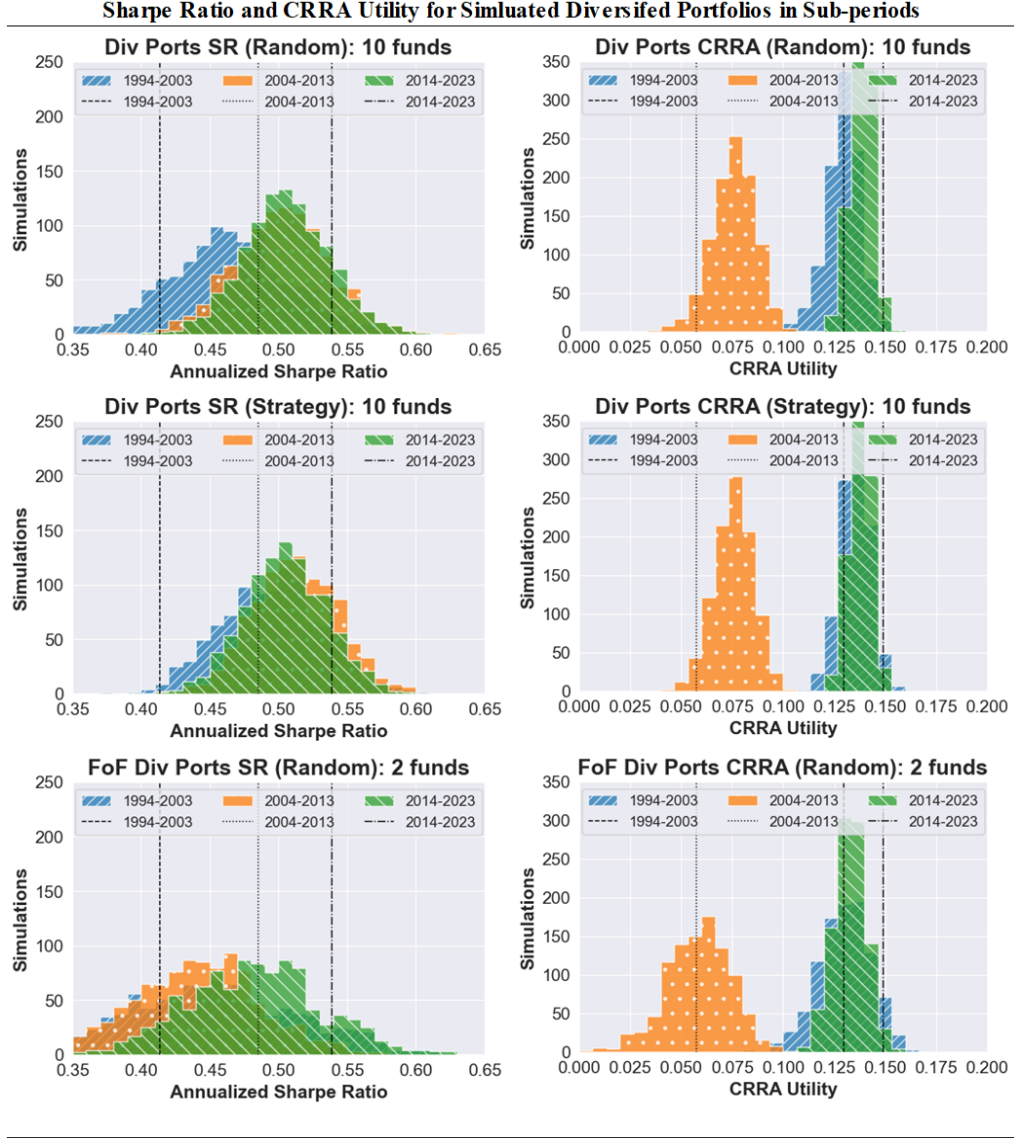 Sharpe Ratio and CRRA Utility for Simluated Diversifed Portfolios in Sub-periods
Div Ports SR (Random): 10 funds
1994-2003 2004-2013 2014-2023
1994-2003 2004-2013 2014-2023
250
200
150
100
50
0
Simulations
0.35 0.40 0.45 0.50 0.55 0.60 0.65
Annualized Sharpe Ratio
Div Ports CRRA (Random): 10 funds
1994-2003 2004-2013 2014-2023
1994-2003 2004-2013 2014-2023
350
300
250
200
150
100
50
0
Simulations
0.000 0.025 0.050 0.075 0.100 0.125 0.150 0.175 0.200
CRRA Utility
Div Ports SR (Strategy): 10 funds
1994-2003 2004-2013 2014-2023
1994-2003 2004-2013 2014-2023
250
200
150
100
50
0
Simulations
0.35 0.40 0.45 0.50 0.55 0.60 0.65
Annualized Sharpe Ratio
Div Ports CRRA (Strategy): 10 funds
1994-2003 2004-2013 2014-2023
1994-2003 2004-2013 2014-2023
350
300
250
200
150
100
50
0
Simulations
0.000 0.025 0.050 0.075 0.100 0.125 0.150 0.175 0.200
CRRA Utility
FoF Div Ports SR (Random): 2 funds
1994-2003 2004-2013 2014-2023
1994-2003 2004-2013 2014-2023
250
200
150
100
50
0
Simulations
0.35 0.40 0.45 0.50 0.55 0.60 0.65
Annualized Sharpe Ratio
FoF Div Ports CRRA (Random): 2 funds
1994-2003 2004-2013 2014-2023
1994-2003 2004-2013 2014-2023
350
300
250
200
150
100
50
0
Simulations
0.000 0.025 0.050 0.075 0.100 0.125 0.150 0.175 0.200
CRRA Utility